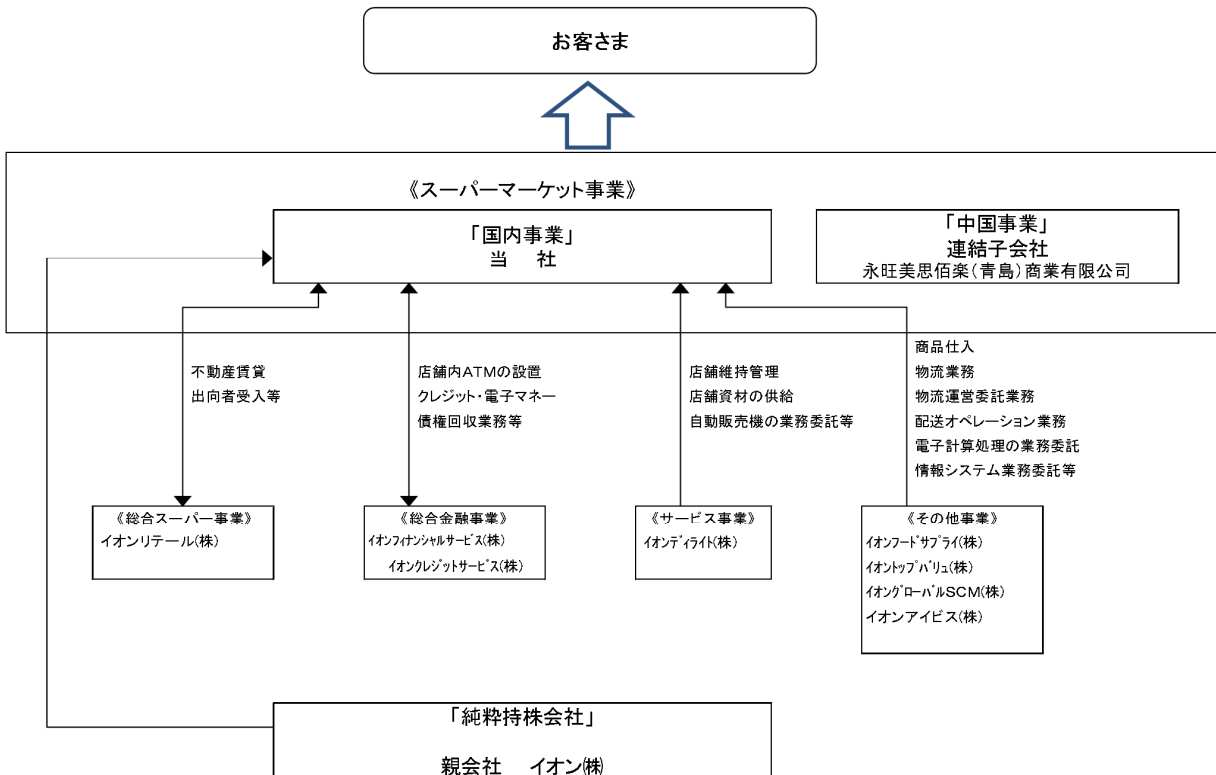 お客さま
《スーパーマーケット事業》
「国内事業」
当 社
「中国事業」
連結子会社
永旺美思佰楽(青島)商業有限公司
不動産賃貸
出向者受入等
店舗内ATMの設置
クレジット・電子マネー
債権回収業務等
店舗維持管理
店舗資材の供給
自動販売機の業務委託等
商品仕入
物流業務
物流運営委託業務
配送オペレーション業務
電子計算処理の業務委託
情報システム業務委託等
《総合スーパー事業》
イオンリテール(株)
《総合金融事業》
イオンフィナンシャルサービス(株)
イオンクレジットサービス(株)
《サービス事業》
イオンディライト(株)
《その他事業》
イオンフードサプライ(株)
イオントップバリュ(株)
イオングローバルSCM(株)
イオンアイビス(株)
「純粋持株会社」
親会社 イオン㈱